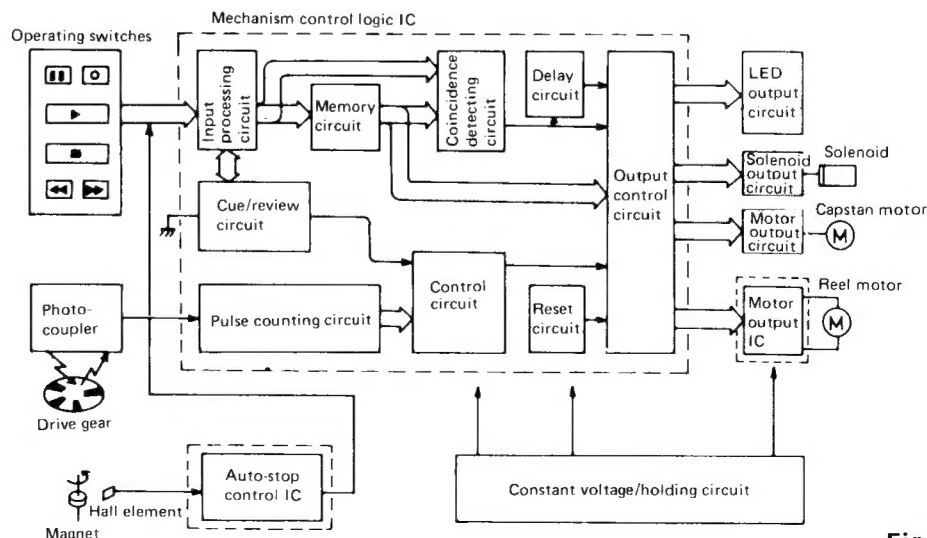 Mechanism control logic IC
Operating switches
Input
processing
circuit
Memory
circuit
Coincidence
detecting
circuit
Delay
circuit
Output
control
circuit
LED
output
circuit
Solenoid
output
circuit
Solenoid
Motor
output
circuit
Capstan motor
M
Cue/review
circuit
Control
circuit
Reset
circuit
Motor
output
IC
Reel motor
M
Photo-
coupler
Pulse counting circuit
Drive gear
Auto-stop
control IC
Hall element
Magnet
Constant voltage/holding circuit
Fig